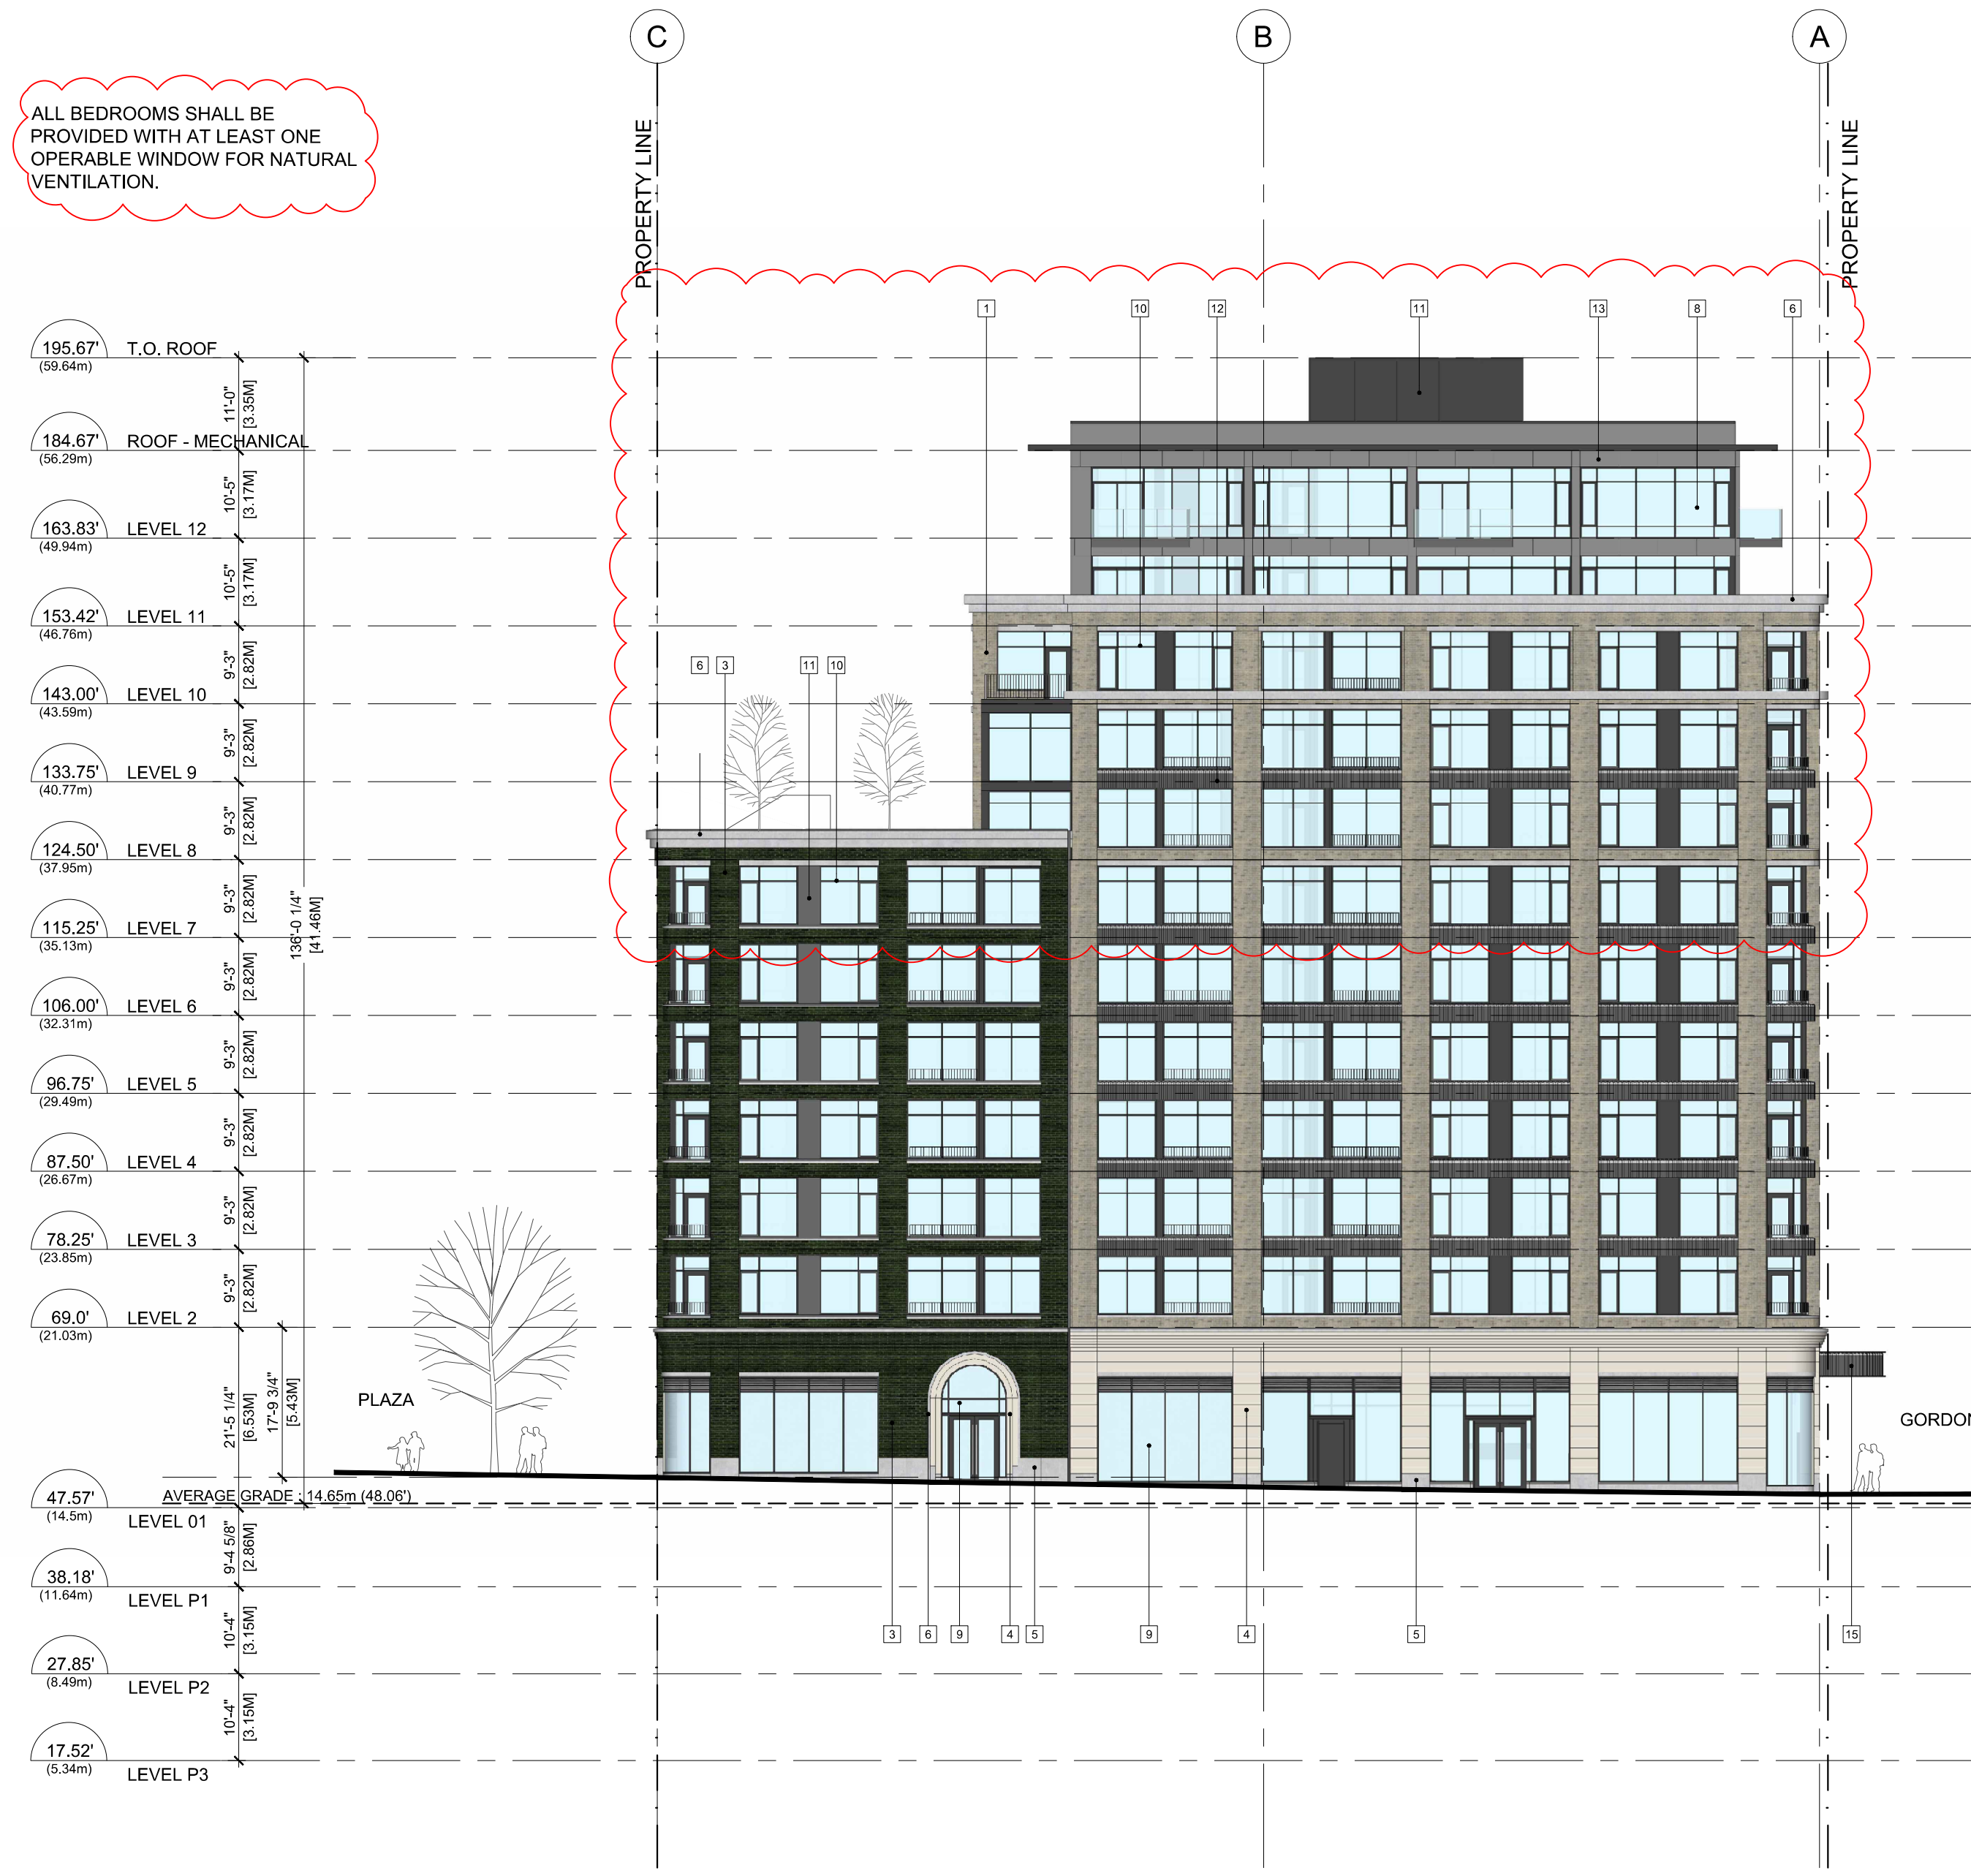 C
B
A
ALL BEDROOMS SHALL BE
PROVIDED WITH AT LEAST ONE
OPERABLE WINDOW FOR NATURAL
VENTILATION.
PROPERTY LINE
PROPERTY LINE
1
10
12
11
13
8
6
195.67'
(59.64m)
T.O. ROOF
11'-0"
[3.35M]
184.67'
(56.29m)
ROOF - MECHANICAL
10'-5"
[3.17M]
163.83'
(49.94m)
LEVEL 12
10'-5"
[3.17M]
153.42'
(46.76m)
LEVEL 11
9'-3"
[2.82M]
6
3
11
10
143.00'
(43.59m)
LEVEL 10
9'-3"
[2.82M]
133.75'
(40.77m)
LEVEL 9
9'-3"
[2.82M]
124.50'
(37.95m)
LEVEL 8
9'-3"
[2.82M]
136'-0 1/4"
[41.46M]
115.25'
(35.13m)
LEVEL 7
9'-3"
[2.82M]
106.00'
(32.31m)
LEVEL 6
9'-3"
[2.82M]
96.75'
(29.49m)
LEVEL 5
9'-3"
[2.82M]
87.50'
(26.67m)
LEVEL 4
9'-3"
[2.82M]
78.25'
(23.85m)
LEVEL 3
9'-3"
[2.82M]
69.0'
(21.03m)
LEVEL 2
21'-5 1/4"
[6.53M]
17'-9 3/4"
[5.43M]
PLAZA
GORDON
47.57'
(14.5m)
AVERAGE GRADE : 14.65m (48.06')
LEVEL 01
9'-4 5/8"
[2.86M]
38.18'
(11.64m)
LEVEL P1
10'-4"
[3.15M]
3
6
9
4
5
9
4
5
15
27.85'
(8.49m)
LEVEL P2
10'-4"
[3.15M]
17.52'
(5.34m)
LEVEL P3